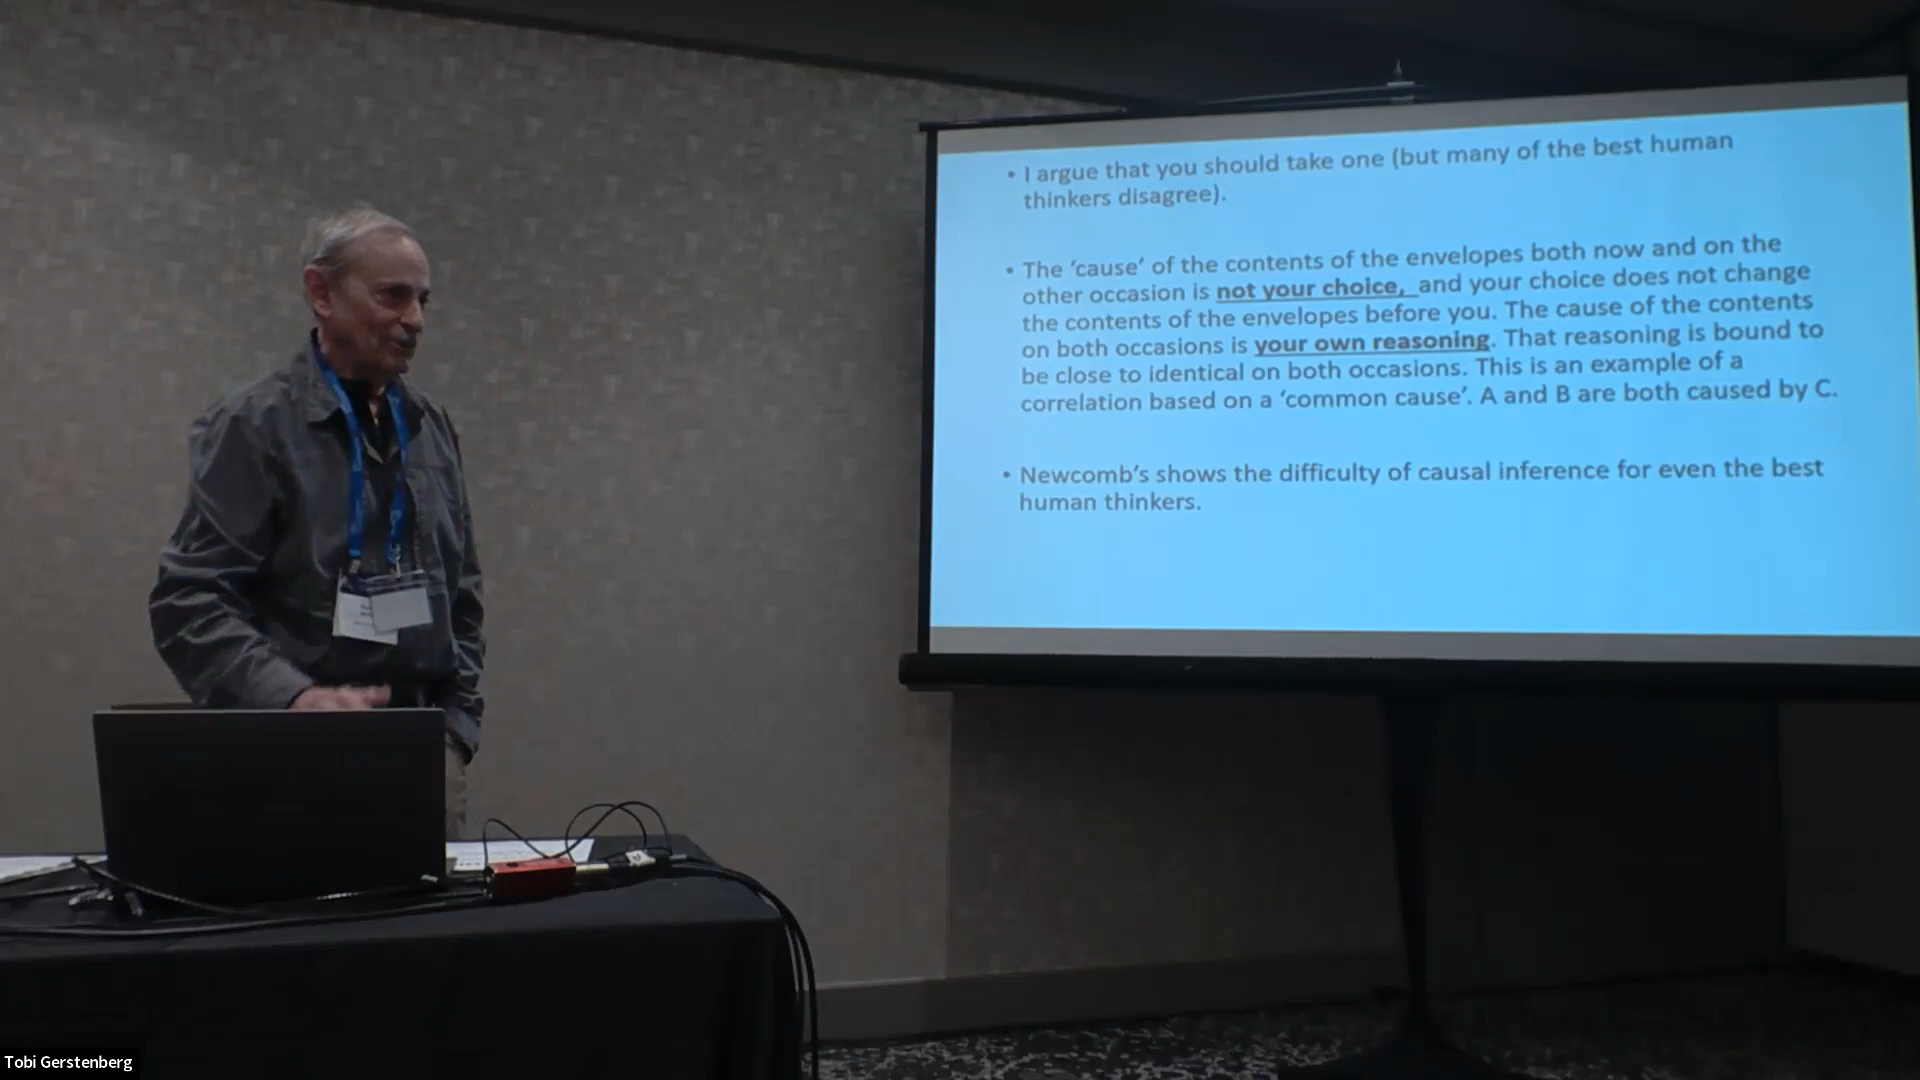 • I argue that you should take one (but many of the best human
thinkers disagree).
• The ‘cause’ of the contents of the envelopes both now and on the
other occasion is not your choice, and your choice does not change
the contents of the envelopes before you. The cause of the contents
on both occasions is your own reasoning. That reasoning is bound to
be close to identical on both occasions. This is an example of a
correlation based on a ‘common cause’. A and B are both caused by C.
• Newcomb’s shows the difficulty of causal inference for even the best
human thinkers.
Tobi Gerstenberg